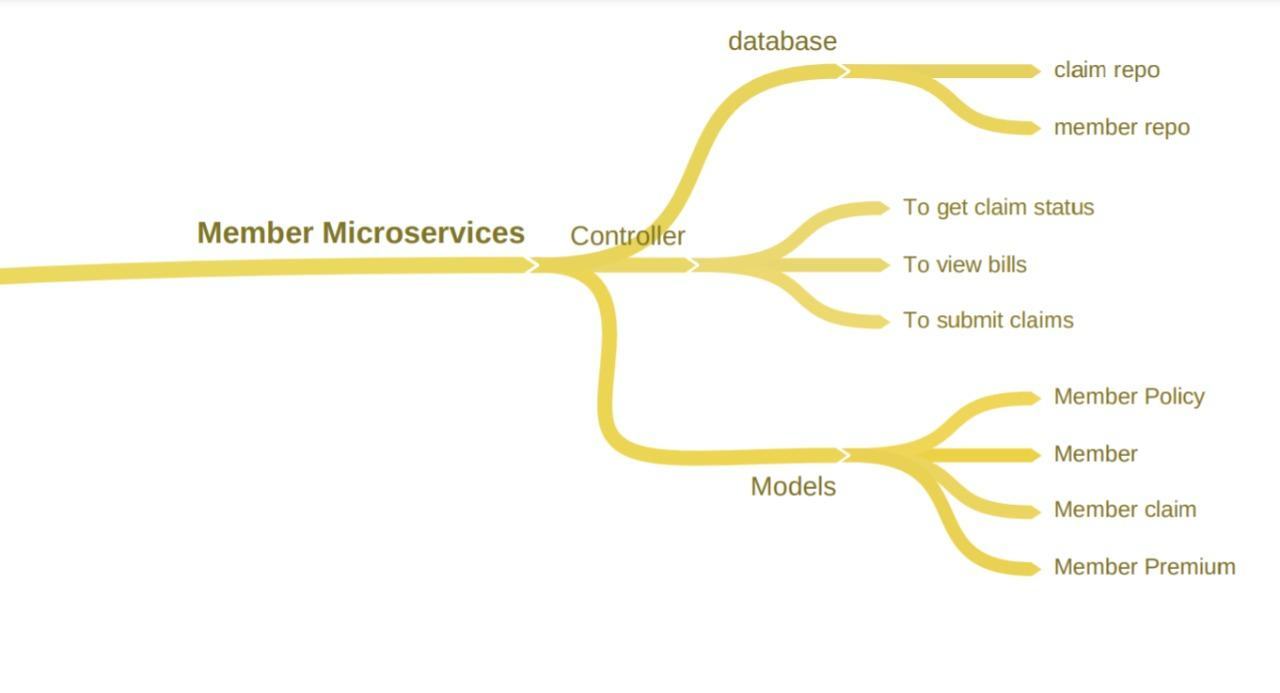 database
claim repo
member repo
Member Microservices
Controller
To get claim status
To view bills
To submit claims
Models
Member Policy
Member
Member claim
Member Premium